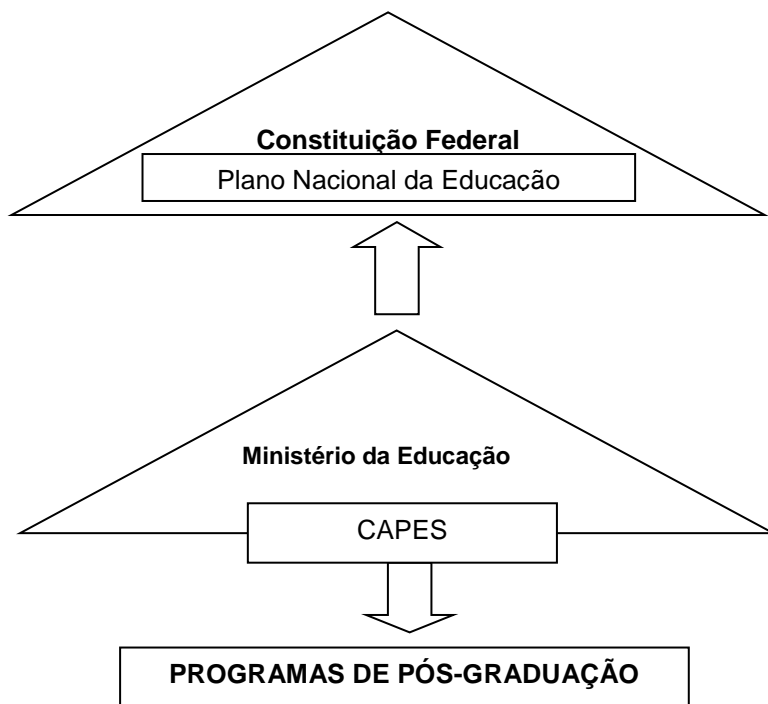 Constituição Federal
Plano Nacional da Educação
Ministério da Educação
CAPES
PROGRAMAS DE PÓS-GRADUAÇÃO